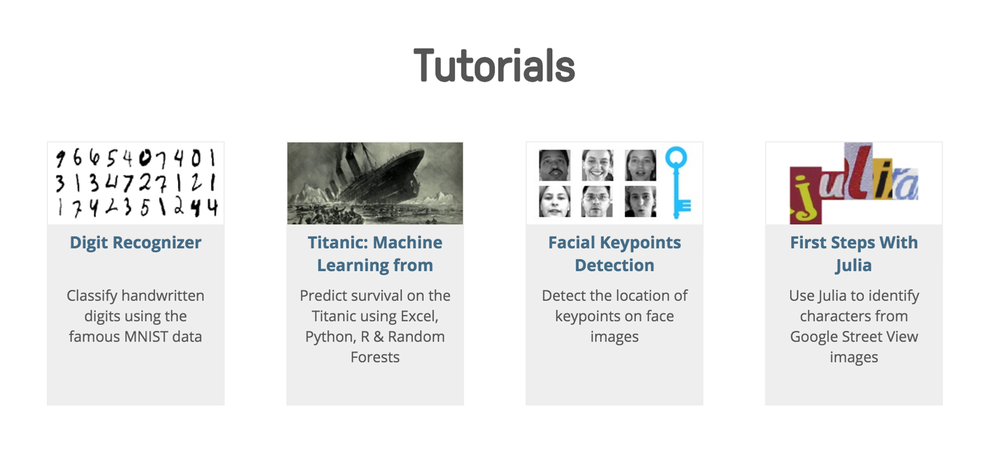 Tutorials
9665407401
3134727121
1742351244
julia
Digit Recognizer
Classify handwritten
digits using the
famous MNIST data
Titanic: Machine
Learning from
Predict survival on the
Titanic using Excel,
Python, R & Random
Forests
Facial Keypoints
Detection
Detect the location of
keypoints on face
images
First Steps With
Julia
Use Julia to identify
characters from
Google Street View
images